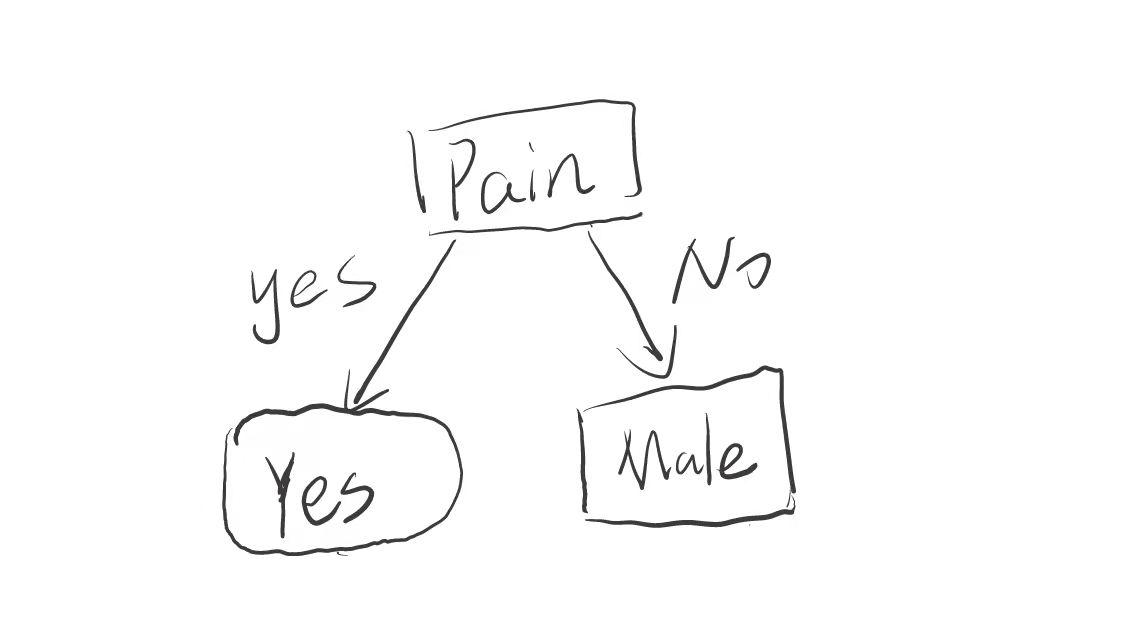 Pain
yes
No
Yes
Male